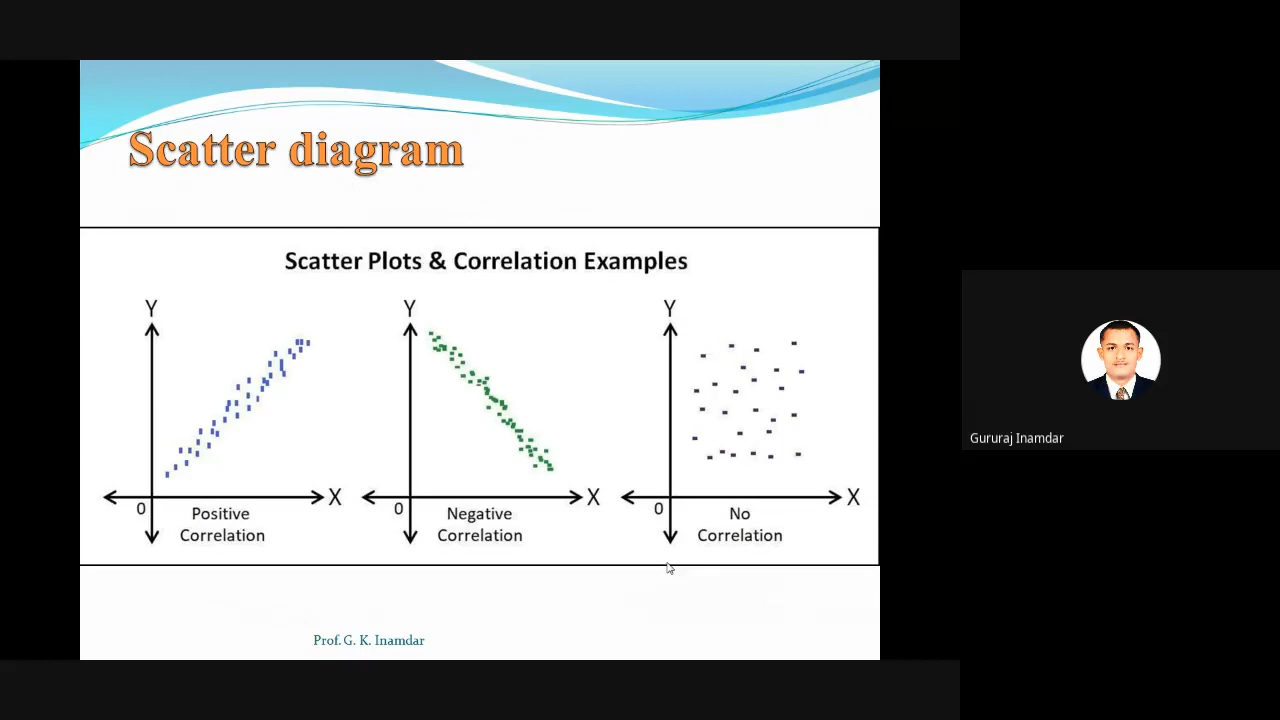 Scatter diagram
Scatter Plots & Correlation Examples
Y
Y
Y
X
X
X
0
0
0
Positive
Correlation
Negative
Correlation
No
Correlation
Prof. G. K. Inamdar
Gururaj Inamdar